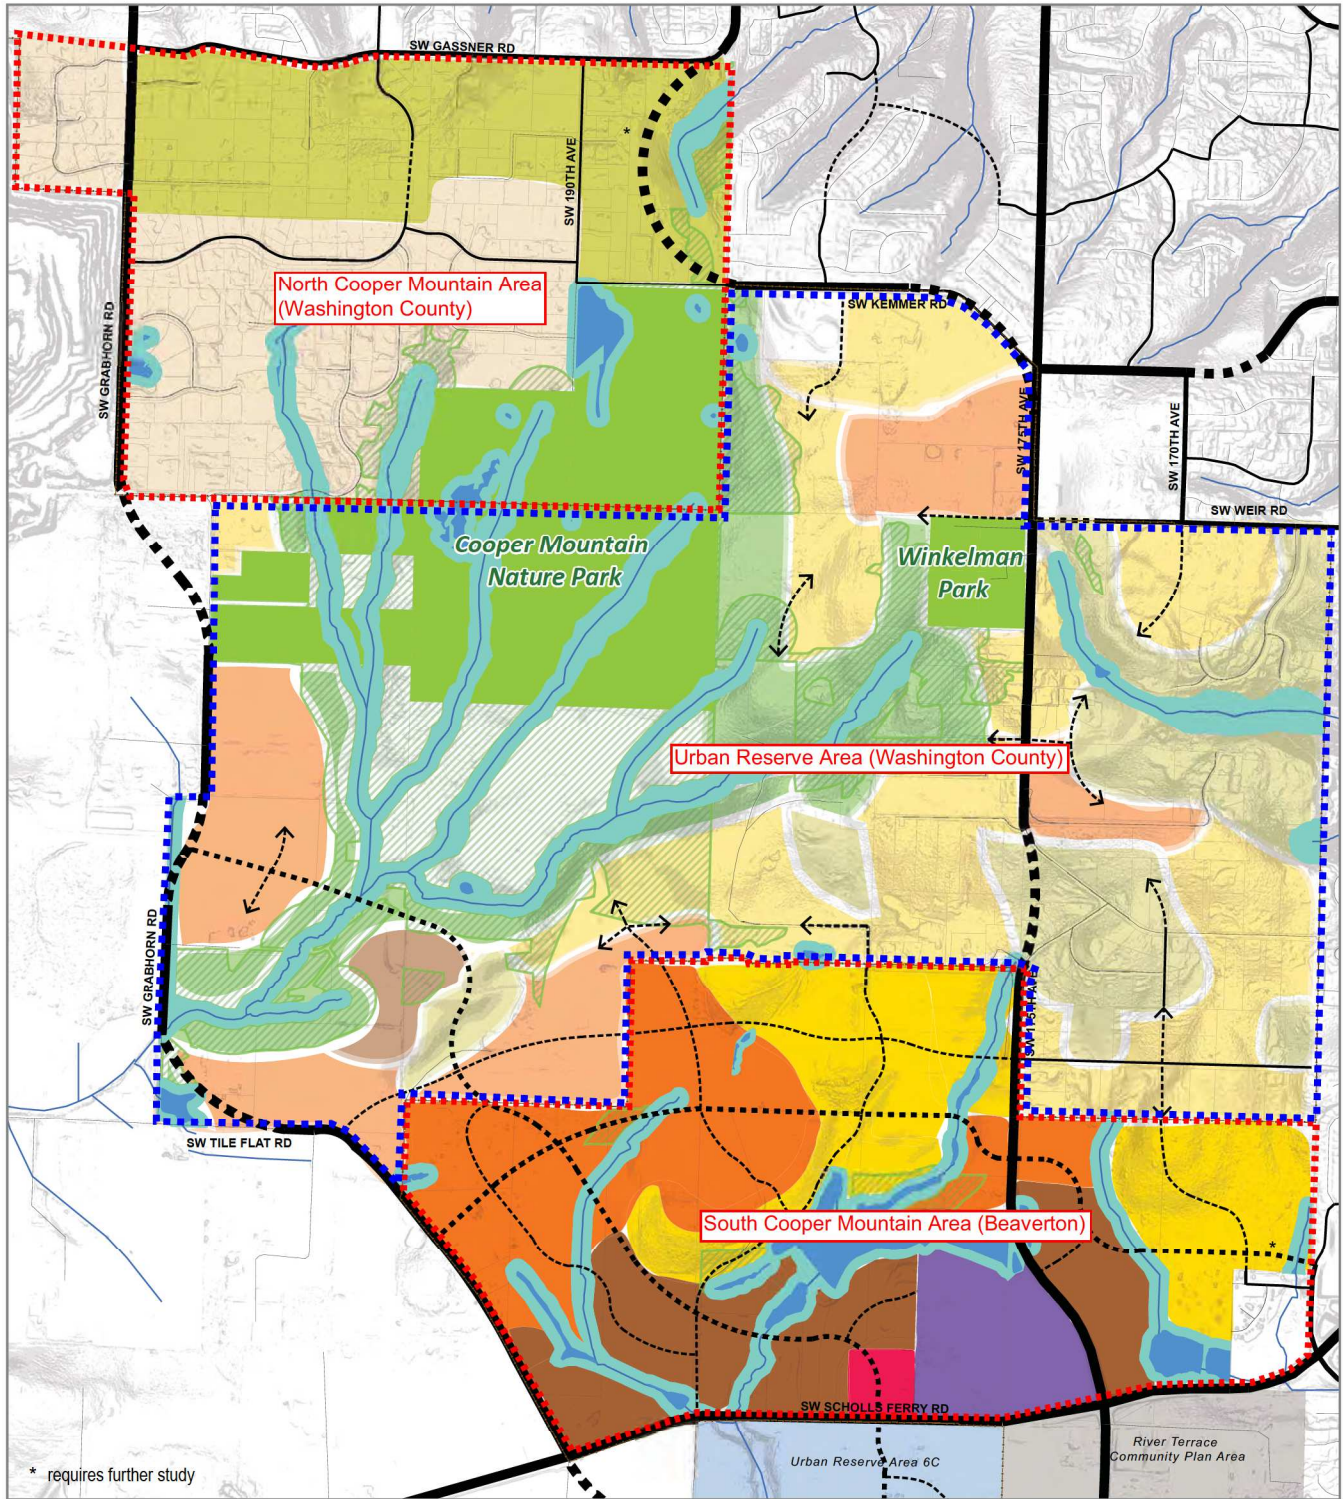 SW GASSNER RD
*
SW 190TH AVE
North Cooper Mountain Area
(Washington County)
SW KEMMER RD
SW GRABHORN RD
SW 175TH AVE
SW 170TH AVE
SW WEIR RD
Cooper Mountain
Nature Park
Winkelman
Park
Urban Reserve Area (Washington County)
SW GRABHORN RD
SW 175TH AVE
SW TILE FLAT RD
South Cooper Mountain Area (Beaverton)
*
SW SCHOLLS FERRY RD
River Terrace
Community Plan Area
Urban Reserve Area 6C
* requires further study